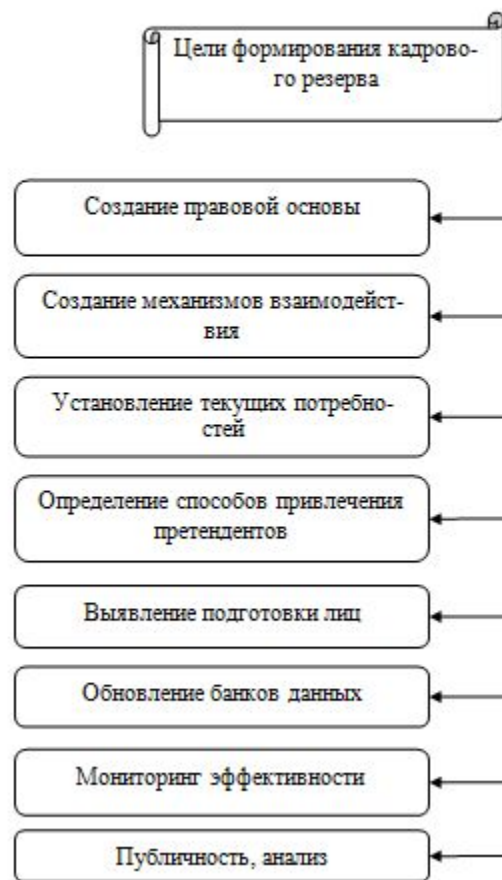 Цели формирования кадрово-
го резерва
Создание правовой основы
Создание механизмов взаимодейст-
вия
Установление текущих потребно-
стей
Определение способов привлечения
претендентов
Выявление подготовки лиц
Обновление банков данных
Мониторинг эффективности
Публичность, анализ